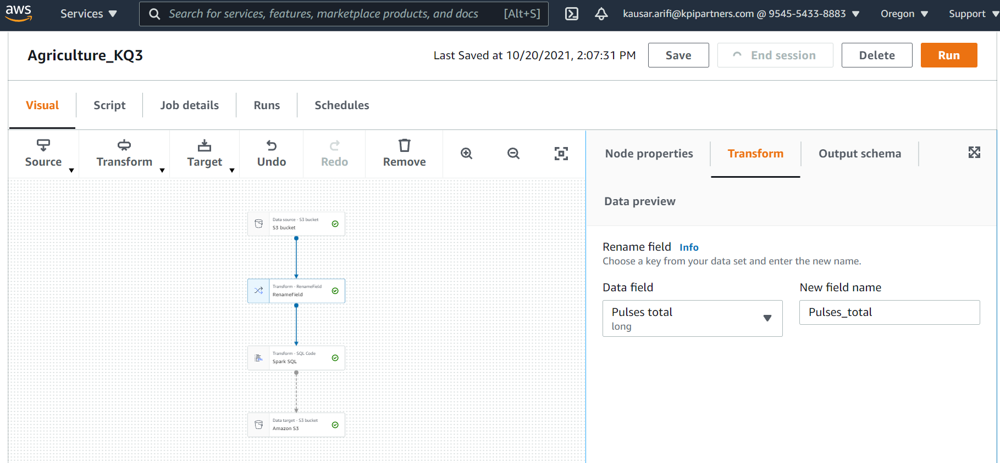 aws Services Search for services, features, marketplace products, and docs [Alt+S] kausar.arifi@kpipartners.com @ 9545-5433-8883 Oregon Support
Agriculture_KQ3 Last Saved at 10/20/2021, 2:07:31 PM Save End session Delete Run
Visual Script Job details Runs Schedules
Source Transform Target Undo Redo Remove
Node properties Transform Output schema
Data preview
Data source - S3 bucket
S3 bucket
Transform - RenameField
RenameField
Transform - SQL Code
Spark SQL
Data target - S3 bucket
Amazon S3
Rename field Info
Choose a key from your data set and enter the new name.
Data field New field name
Pulses total Pulses_total
long